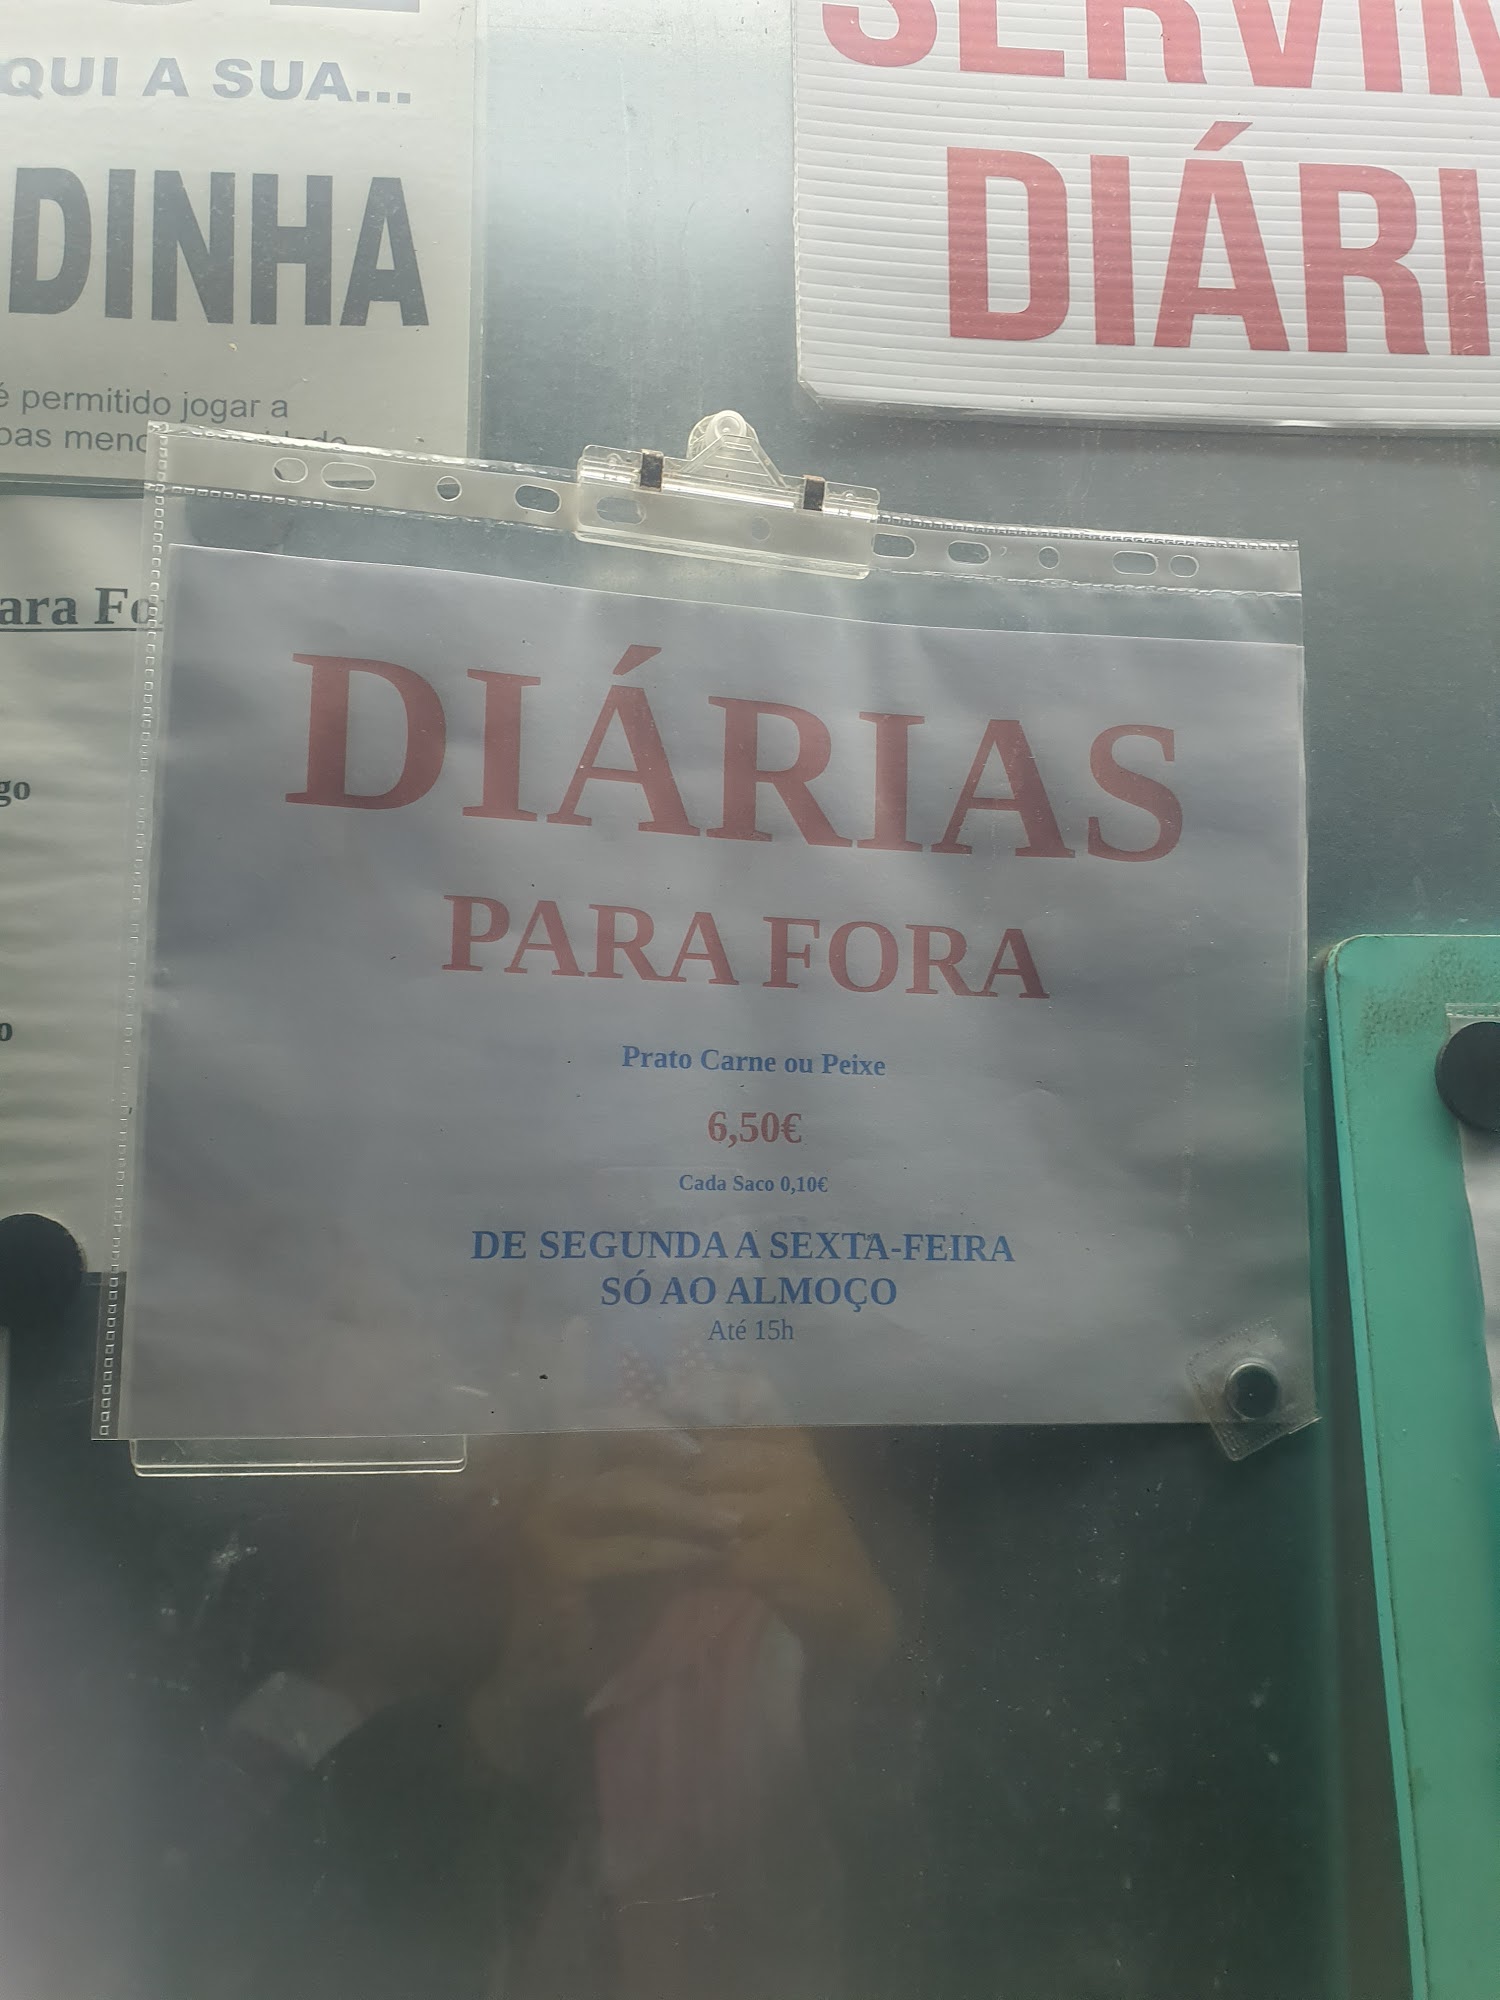 QUI A SUA...
DINHA
é permitido jogar a
DIÁRIAS
PARA FORA
Prato Carne ou Peixe
6,50€
Cada Saco 0,10€
DE SEGUNDA A SEXTA-FEIRA
SÓ AO ALMOÇO
Até 15h
SERVIN
DIÁRI
ara Fo
go
o